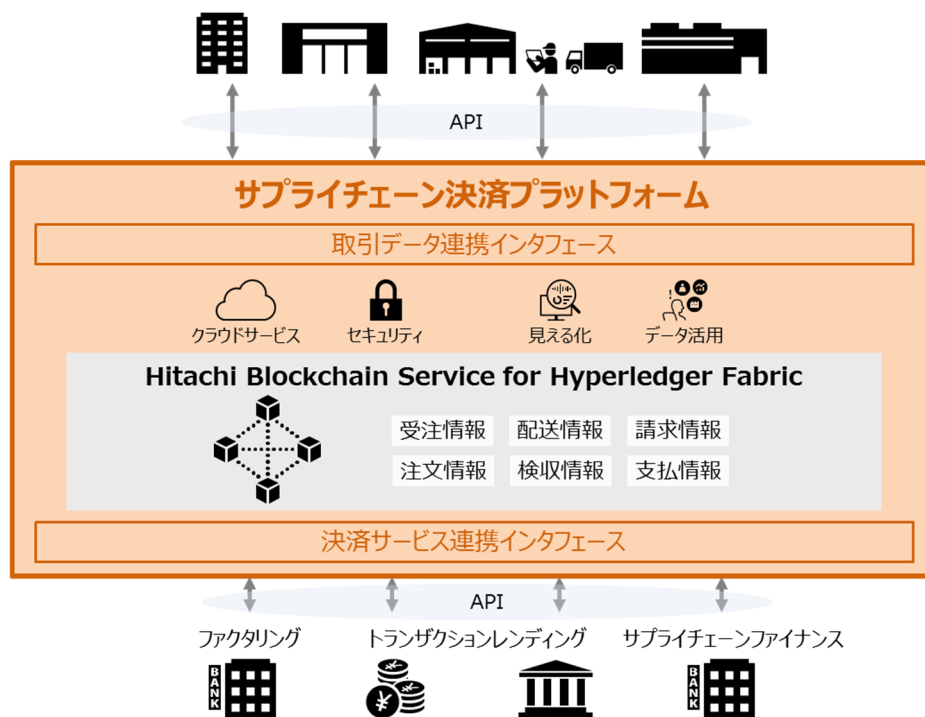 API
サプライチェーン決済プラットフォーム
取引データ連携インタフェース
クラウドサービス
セキュリティ
見える化
データ活用
Hitachi Blockchain Service for Hyperledger Fabric
受注情報
配送情報
請求情報
注文情報
検収情報
支払情報
決済サービス連携インタフェース
API
ファクタリング
トランザクションレンディング
サプライチェーンファイナンス
BANK
BANK